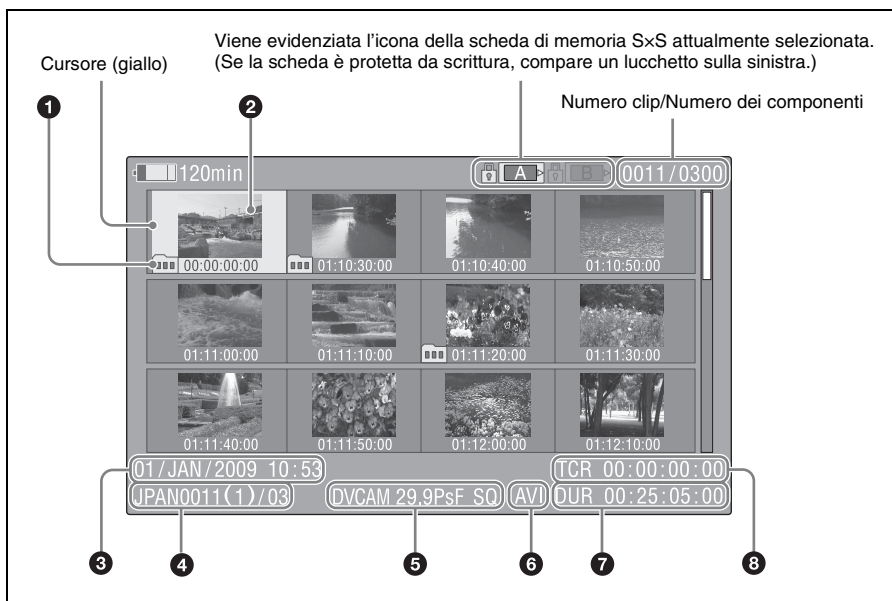 Viene evidenziata l'icona della scheda di memoria S×S attualmente selezionata.
(Se la scheda è protetta da scrittura, compare un lucchetto sulla sinistra.)
Cursore (giallo)
Numero clip/Numero dei componenti
1
2
120min
A
B
0011/0300
00:00:00:00
01:10:30:00
01:10:40:00
01:10:50:00
01:11:00:00
01:11:10:00
01:11:20:00
01:11:30:00
01:11:40:00
01:11:50:00
01:12:00:00
01:12:10:00
01/JAN/2009 10:53
TCR 00:00:00:00
JPAN0011(1)/03
DVCAM 29.9PsF SQ
AVI
DUR 00:25:05:00
3
4
5
6
7
8